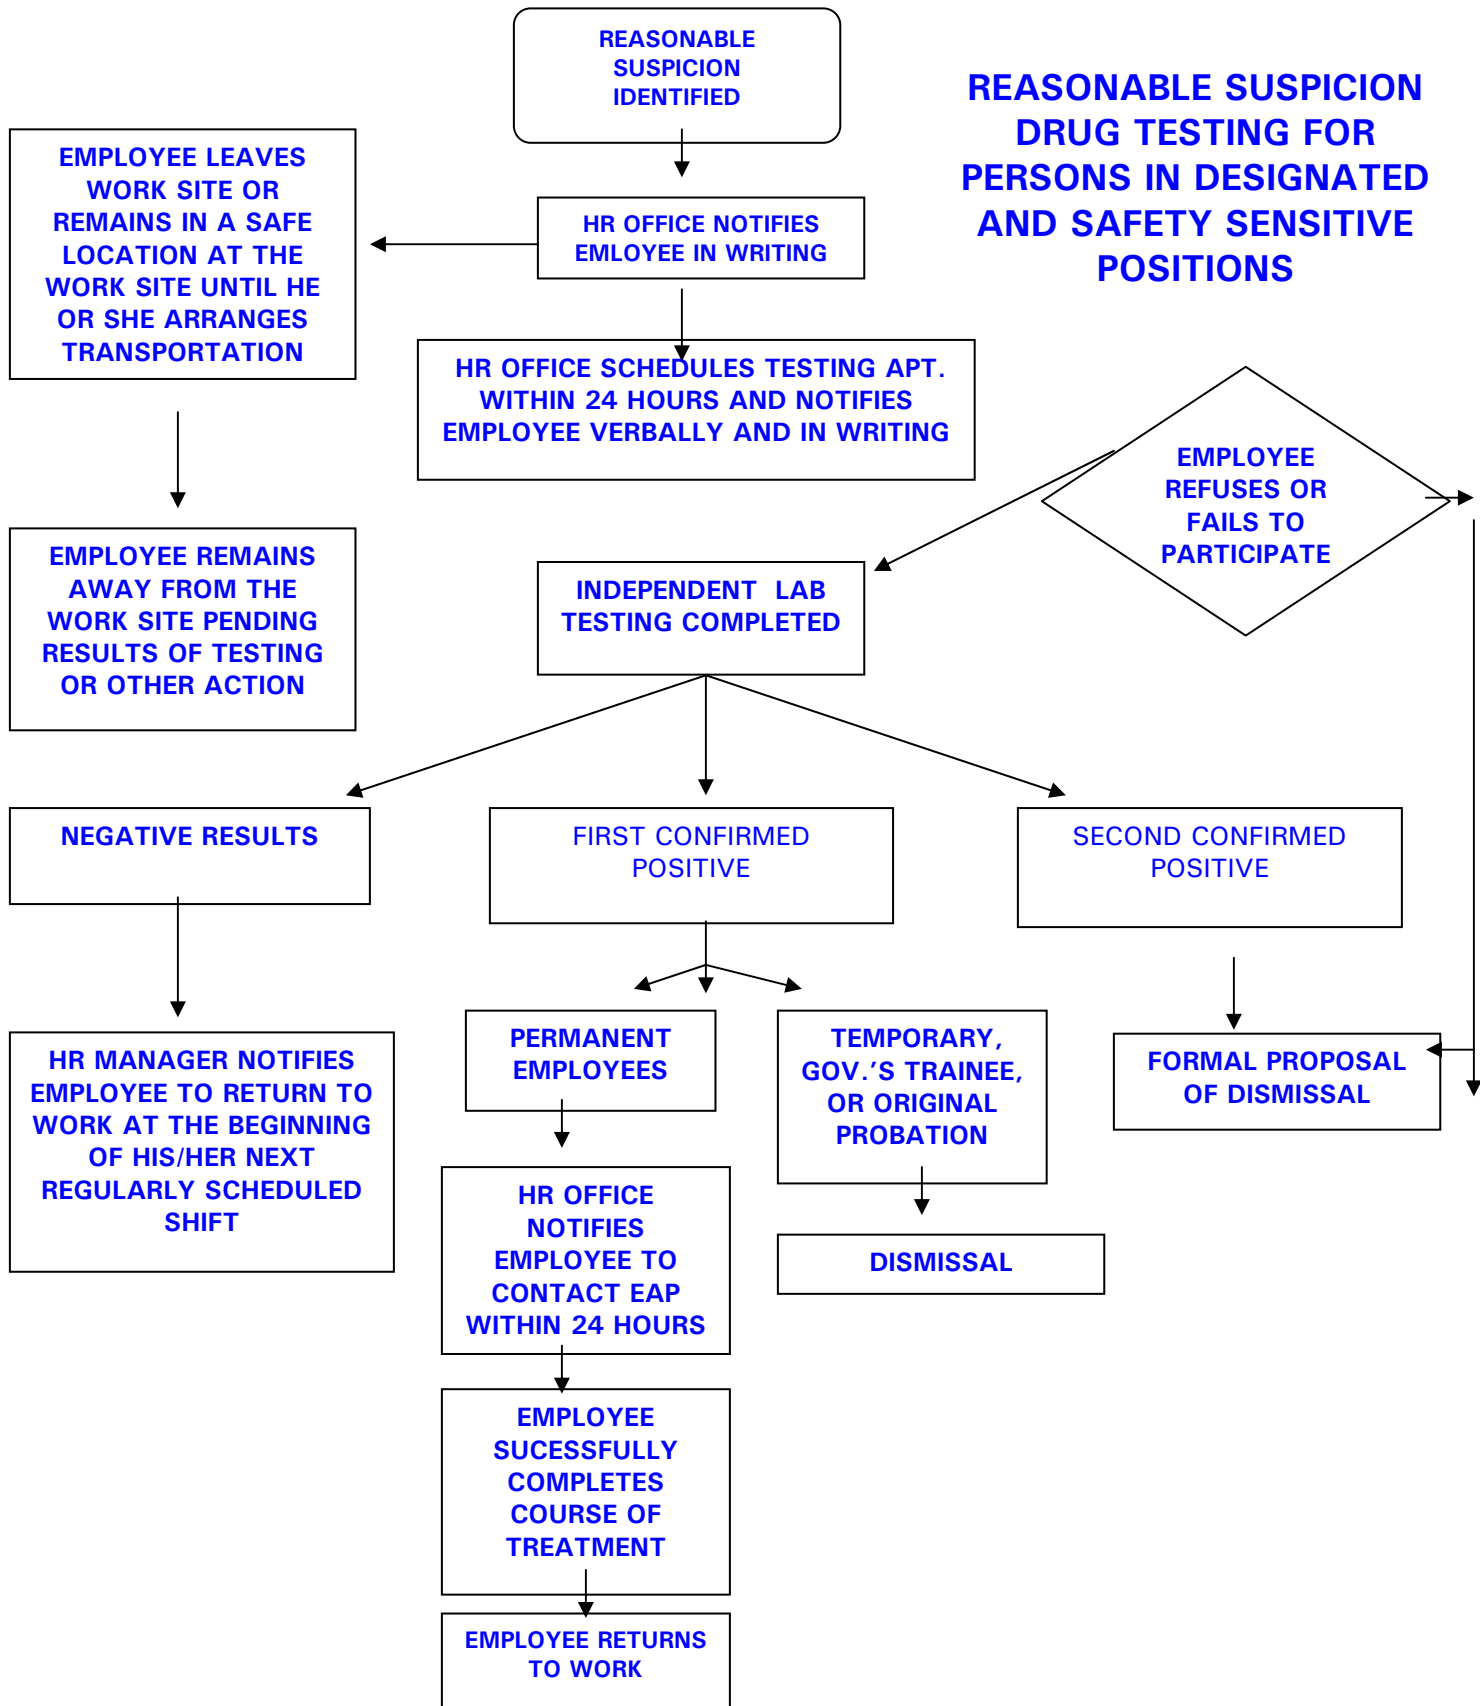 REASONABLE
SUSPICION
IDENTIFIED
REASONABLE SUSPICION
DRUG TESTING FOR
PERSONS IN DESIGNATED
AND SAFETY SENSITIVE
POSITIONS
EMPLOYEE LEAVES
WORK SITE OR
REMAINS IN A SAFE
LOCATION AT THE
WORK SITE UNTIL HE
OR SHE ARRANGES
TRANSPORTATION
HR OFFICE NOTIFIES
EMLOYEE IN WRITING
HR OFFICE SCHEDULES TESTING APT.
WITHIN 24 HOURS AND NOTIFIES
EMPLOYEE VERBALLY AND IN WRITING
EMPLOYEE
REFUSES OR
FAILS TO
PARTICIPATE
EMPLOYEE REMAINS
AWAY FROM THE
WORK SITE PENDING
RESULTS OF TESTING
OR OTHER ACTION
INDEPENDENT LAB
TESTING COMPLETED
NEGATIVE RESULTS
FIRST CONFIRMED
POSITIVE
SECOND CONFIRMED
POSITIVE
HR MANAGER NOTIFIES
EMPLOYEE TO RETURN TO
WORK AT THE BEGINNING
OF HIS/HER NEXT
REGULARLY SCHEDULED
SHIFT
PERMANENT
EMPLOYEES
TEMPORARY,
GOV.'S TRAINEE,
OR ORIGINAL
PROBATION
FORMAL PROPOSAL
OF DISMISSAL
HR OFFICE
NOTIFIES
EMPLOYEE TO
CONTACT EAP
WITHIN 24 HOURS
DISMISSAL
EMPLOYEE
SUCESSFULLY
COMPLETES
COURSE OF
TREATMENT
EMPLOYEE RETURNS
TO WORK